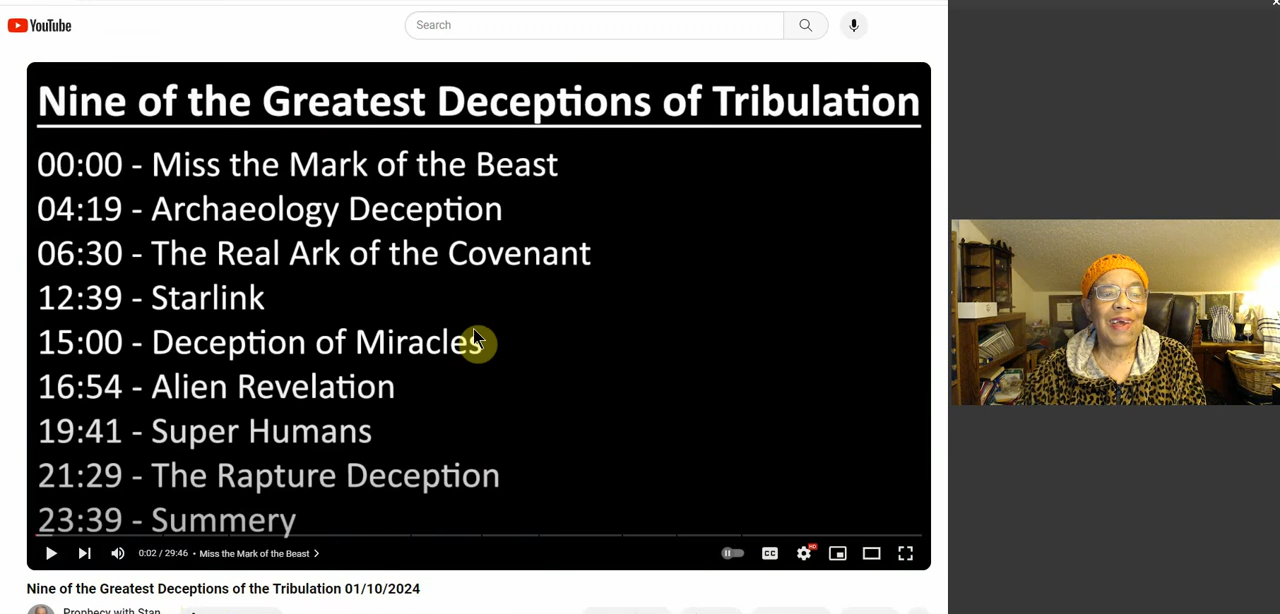 YouTube
Search
Nine of the Greatest Deceptions of Tribulation
00:00 - Miss the Mark of the Beast
04:19 - Archaeology Deception
06:30 - The Real Ark of the Covenant
12:39 - Starlink
15:00 - Deception of Miracles
16:54 - Alien Revelation
19:41 - Super Humans
21:29 - The Rapture Deception
23:39 - Summery
0:02 / 29:46 • Miss the Mark of the Beast
CC
HD
Nine of the Greatest Deceptions of the Tribulation 01/10/2024
Prophecy with Stan